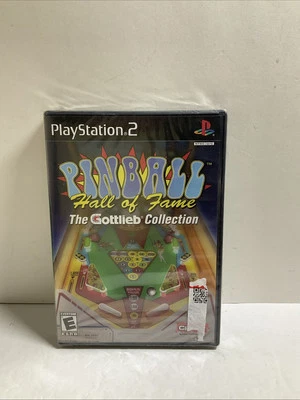 PlayStation 2
PINBALL
Hall of Fame
The Gottlieb Collection
E